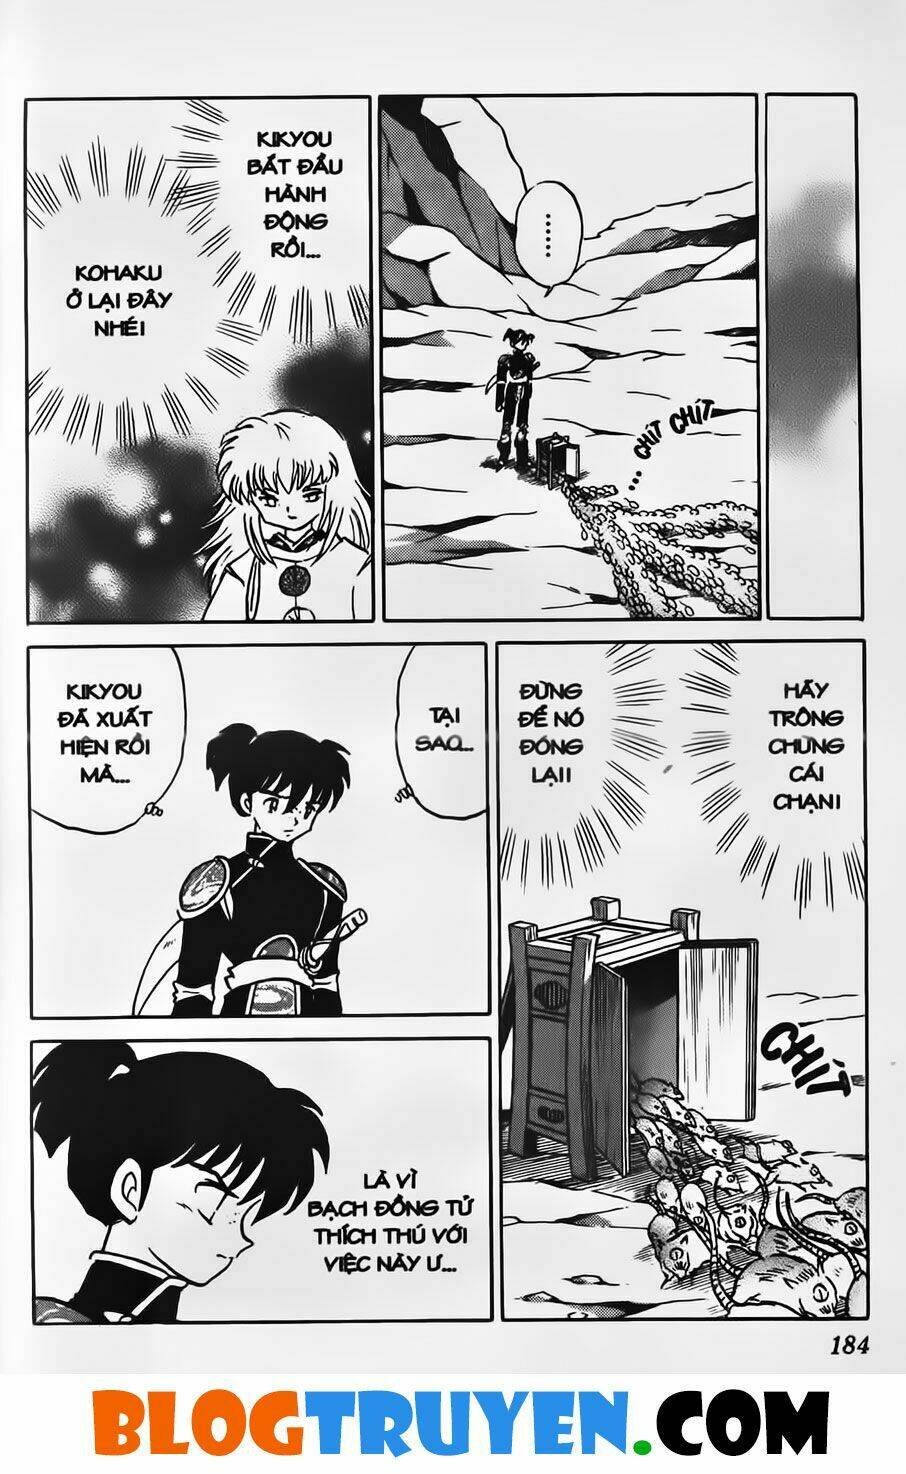 ......
CHÍT CHÍT
...
KIKYOU
BẮT ĐẦU
HÀNH
ĐỘNG
RỒI...
KOHAKU
Ở LẠI ĐÂY
NHÉ!
HÃY
TRÔNG
CHỪNG
CÁI
CHẠN!
ĐỪNG
ĐỂ NÓ
ĐÓNG
LẠI!
CHÍT
TẠI
SAO...
KIKYOU
ĐÃ XUẤT
HIỆN RỒI
MÀ...
LÀ VÌ
BẠCH ĐỒNG TỬ
THÍCH THÚ VỚI
VIỆC NÀY Ư...
184
BLOGTRUYEN.COM